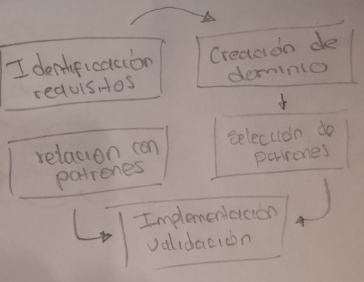 Identificación
requisitos
Creación de
dominio
relación con
patrones
Selección de
patrones
Implementación
validación